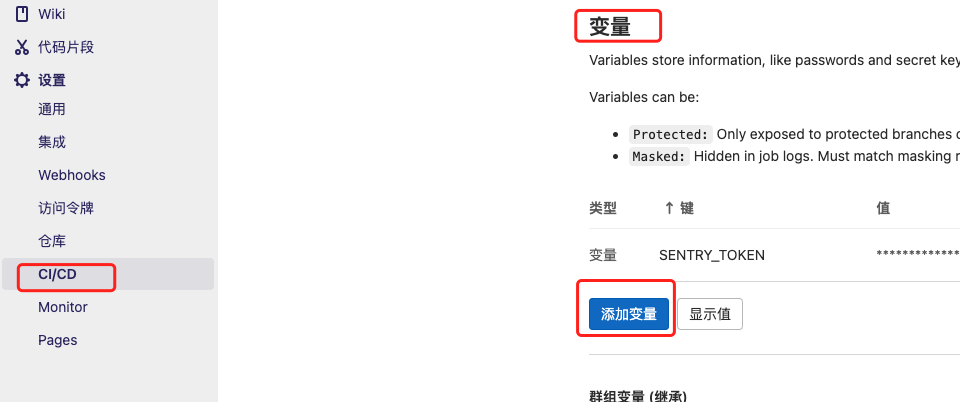 Wiki
代码片段
设置
通用
集成
Webhooks
访问令牌
仓库
CI/CD
Monitor
Pages
变量
Variables store information, like passwords and secret key
Variables can be:
Protected: Only exposed to protected branches
Masked: Hidden in job logs. Must match masking
类型 ↑ 键 值
变量 SENTRY_TOKEN *************
添加变量 显示值
群组变量 (继承)